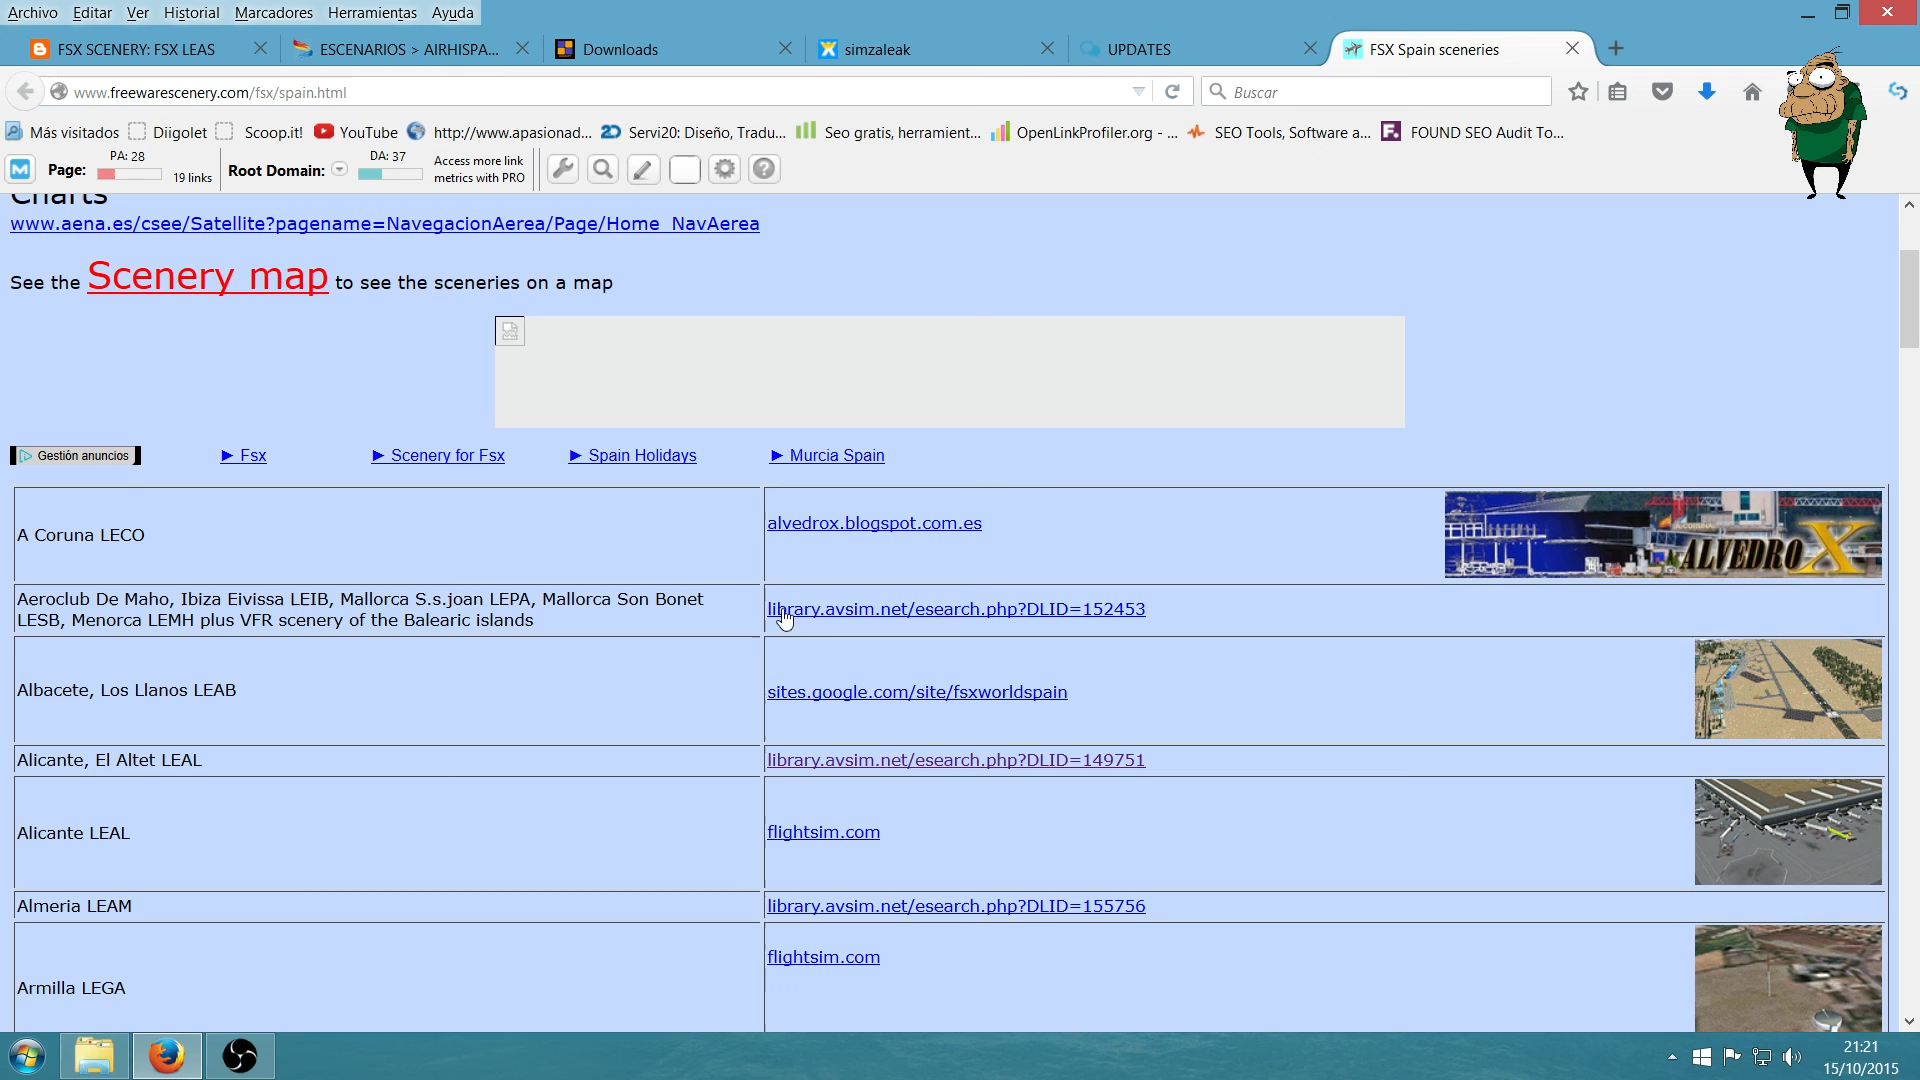 Archivo Editar Ver Historial Marcadores Herramientas Ayuda
FSX SCENERY: FSX LEAS
ESCENARIOS > AIRHISPA...
Downloads
simzaleak
UPDATES
FSX Spain sceneries
www.freewarescenery.com/fsx/spain.html
Buscar
Más visitados
Diigolet
Scoop.it!
YouTube
http://www.apasionad...
Servi20: Diseño, Tradu...
Seo gratis, herramient...
OpenLinkProfiler.org - ...
SEO Tools, Software a...
FOUND SEO Audit To...
Page:
PA: 28
19 links
Root Domain:
DA: 37
Access more link
metrics with PRO
Charts
www.aena.es/csee/Satellite?pagename=NavegacionAerea/Page/Home_NavAerea
See the Scenery map to see the sceneries on a map
Gestión anuncios
► Fsx
► Scenery for Fsx
► Spain Holidays
► Murcia Spain
A Coruna LECO
alvedrox.blogspot.com.es
ALVEDRO X
Aeroclub De Maho, Ibiza Eivissa LEIB, Mallorca S.s.joan LEPA, Mallorca Son Bonet
LESB, Menorca LEMH plus VFR scenery of the Balearic islands
library.avsim.net/esearch.php?DLID=152453
Albacete, Los Llanos LEAB
sites.google.com/site/fsxworldspain
Alicante, El Altet LEAL
library.avsim.net/esearch.php?DLID=149751
Alicante LEAL
flightsim.com
Almeria LEAM
library.avsim.net/esearch.php?DLID=155756
Armilla LEGA
flightsim.com
21:21
15/10/2015